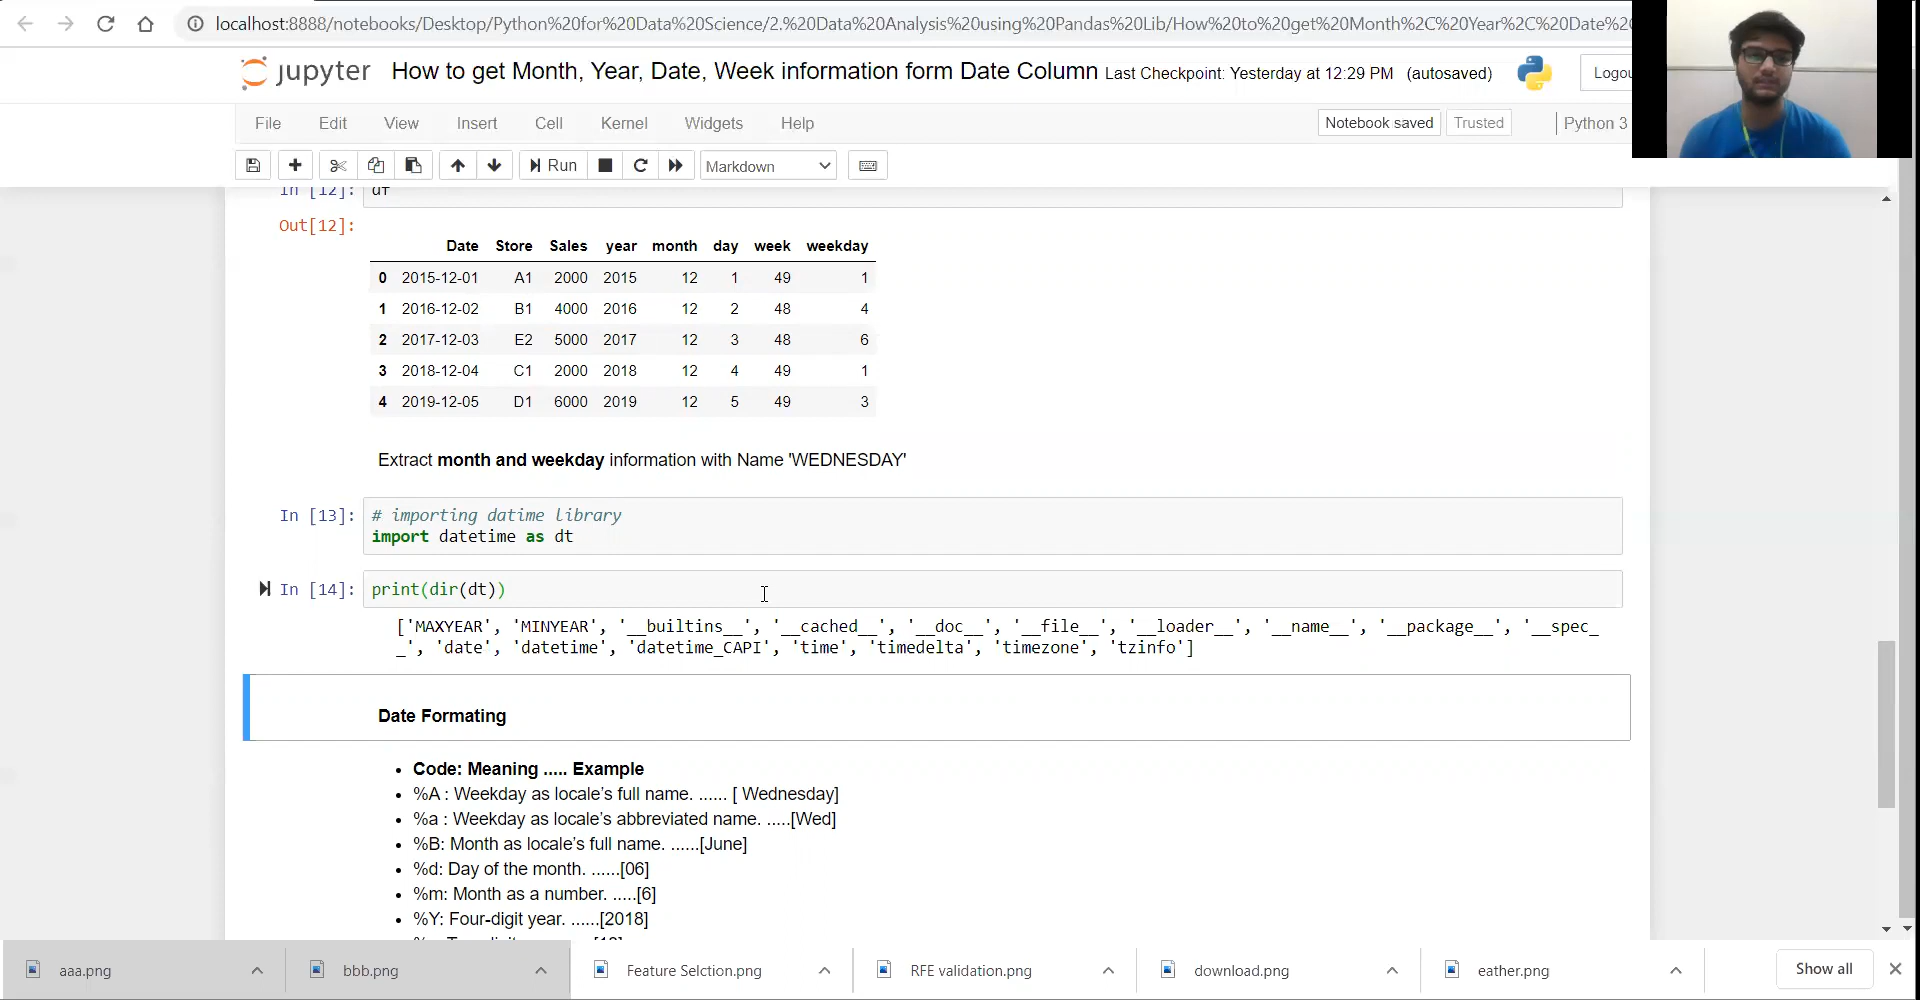 localhost:8888/notebooks/Desktop/Python%20for%20Data%20Science/2.%20Data%20Analysis%20using%20Pandas%20Lib/How%20to%20get%20Month%2C%20Year%2C%20Date%2C
jupyter How to get Month, Year, Date, Week information form Date Column Last Checkpoint: Yesterday at 12:29 PM (autosaved) Logou
File Edit View Insert Cell Kernel Widgets Help Notebook saved Trusted Python 3
Run Markdown
In [12]: df
Out[12]:
Date Store Sales year month day week weekday
0 2015-12-01 A1 2000 2015 12 1 49 1
1 2016-12-02 B1 4000 2016 12 2 48 4
2 2017-12-03 E2 5000 2017 12 3 48 6
3 2018-12-04 C1 2000 2018 12 4 49 1
4 2019-12-05 D1 6000 2019 12 5 49 3
Extract month and weekday information with Name 'WEDNESDAY'
In [13]: # importing datime library
import datetime as dt
In [14]: print(dir(dt))
['MAXYEAR', 'MINYEAR', '__builtins__', '__cached__', '__doc__', '__file__', '__loader__', '__name__', '__package__', '__spec_
_', 'date', 'datetime', 'datetime_CAPI', 'time', 'timedelta', 'timezone', 'tzinfo']
Date Formating
• Code: Meaning ..... Example
• %A : Weekday as locale’s full name. ...... [ Wednesday]
• %a : Weekday as locale’s abbreviated name. .....[Wed]
• %B: Month as locale’s full name. ......[June]
• %d: Day of the month. ......[06]
• %m: Month as a number. .....[6]
• %Y: Four-digit year. ......[2018]
aaa.png bbb.png Feature Selction.png RFE validation.png download.png eather.png Show all